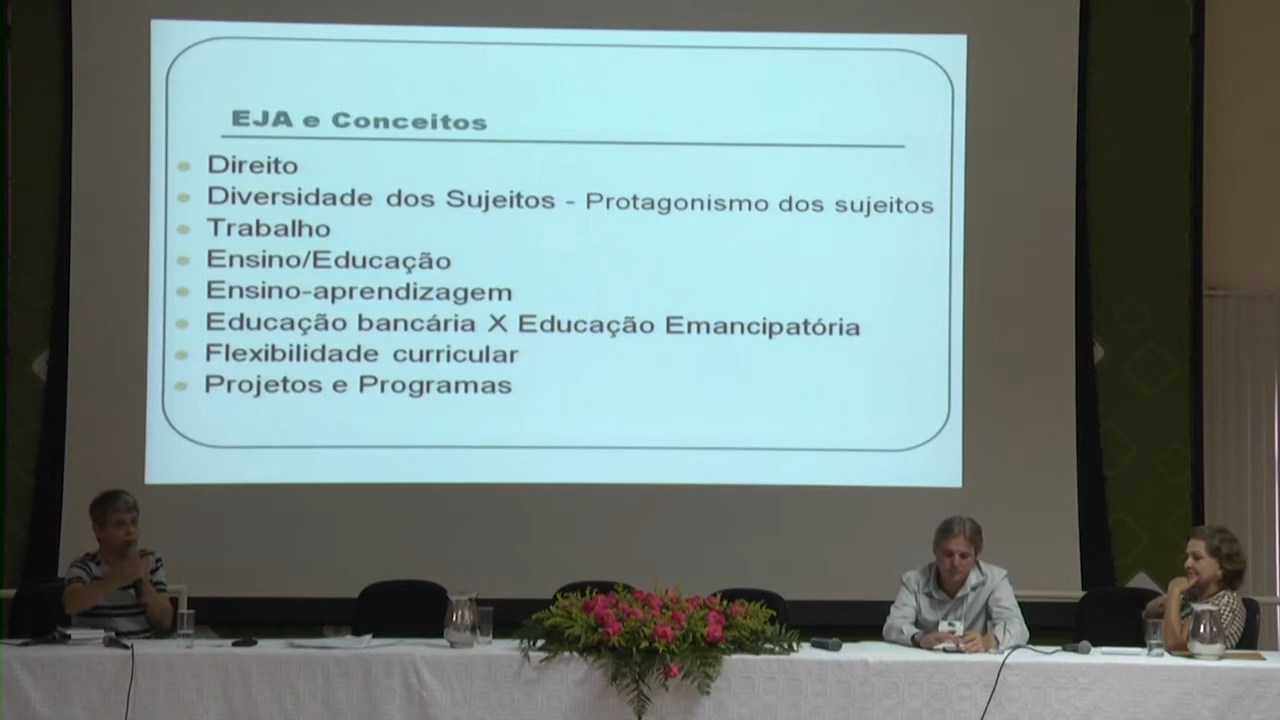 EJA e Conceitos
Direito
Diversidade dos Sujeitos - Protagonismo dos sujeitos
Trabalho
Ensino/Educação
Ensino-aprendizagem
Educação bancária X Educação Emancipatória
Flexibilidade curricular
Projetos e Programas